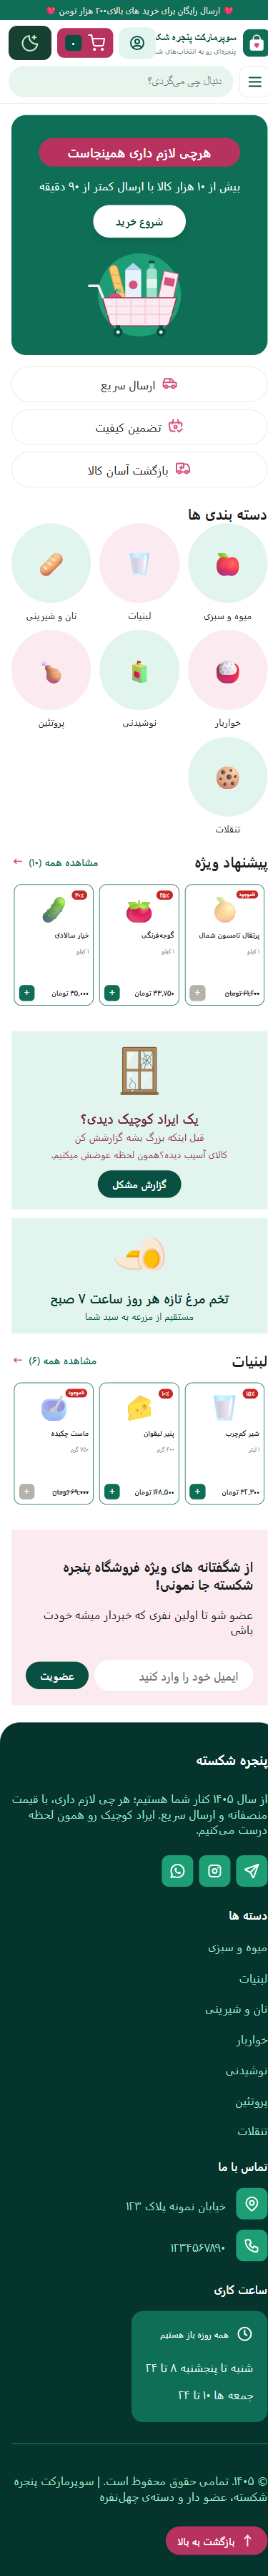 💗 ارسال رایگان برای خرید های بالای۲۰۰ هزار تومن 💗
سوپرمارکت پنجره شک
پنجره‌ای رو به انتخاب‌های
۰
دنبال چی می‌گردی؟
هرچی لازم داری همینجاست
بیش از ۱۰ هزار کالا با ارسال کمتر از ۹۰ دقیقه
شروع خرید
ارسال سریع
تضمین کیفیت
بازگشت آسان کالا
دسته بندی ها
میوه و سبزی
لبنیات
نان و شیرینی
خواربار
نوشیدنی
پروتئین
تنقلات
پیشنهاد ویژه
مشاهده همه (۱۰)
ناموجود
پرتقال تامسون شمال
۱ کیلو
۶۱,۲۰۰ تومان
+
۲۵٪
گوجه‌فرنگی
۱ کیلو
۳۳,۷۵۰ تومان
+
۳۰٪
خیار سالادی
۱ کیلو
۳۵,۰۰۰ تومان
+
یک ایراد کوچیک دیدی؟
قبل اینکه بزرگ بشه گزارشش کن
کالای آسیب دیده؟همون لحظه عوضش میکنیم.
گزارش مشکل
تخم مرغ تازه هر روز ساعت ۷ صبح
مستقیم از مزرعه به سبد شما
لبنیات
مشاهده همه (۶)
۱۵٪
شیر کم‌چرب
۱ لیتر
۳۲,۳۰۰ تومان
+
۱۰٪
پنیر لیقوان
۴۰۰ گرم
۱۶۸,۵۰۰ تومان
+
ناموجود
ماست چکیده
۷۵۰ گرم
۶۹,۰۰۰ تومان
+
از شگفتانه های ویژه فروشگاه پنجره
شکسته جا نمونی!
عضو شو تا اولین نفری که خبردار میشه خودت
باشی
ایمیل خود را وارد کنید
عضویت
پنجره شکسته
از سال ۱۴۰۵ کنار شما هستیم؛ هر چی لازم داری، با قیمت
منصفانه و ارسال سریع. ایراد کوچیک رو همون لحظه
درست می‌کنیم.
دسته ها
میوه و سبزی
لبنیات
نان و شیرینی
خواربار
نوشیدنی
پروتئین
تنقلات
تماس با ما
خیابان نمونه پلاک ۱۲۳
۱۲۳۴۵۶۷۸۹۰
ساعت کاری
همه روزه باز هستیم
شنبه تا پنجشنبه ۸ تا ۲۴
جمعه ها ۱۰ تا ۲۴
© ۱۴۰۵. تمامی حقوق محفوظ است. | سوپرمارکت پنجره
شکسته، عضو دار و دسته‌ی چهل‌نفره
بازگشت به بالا